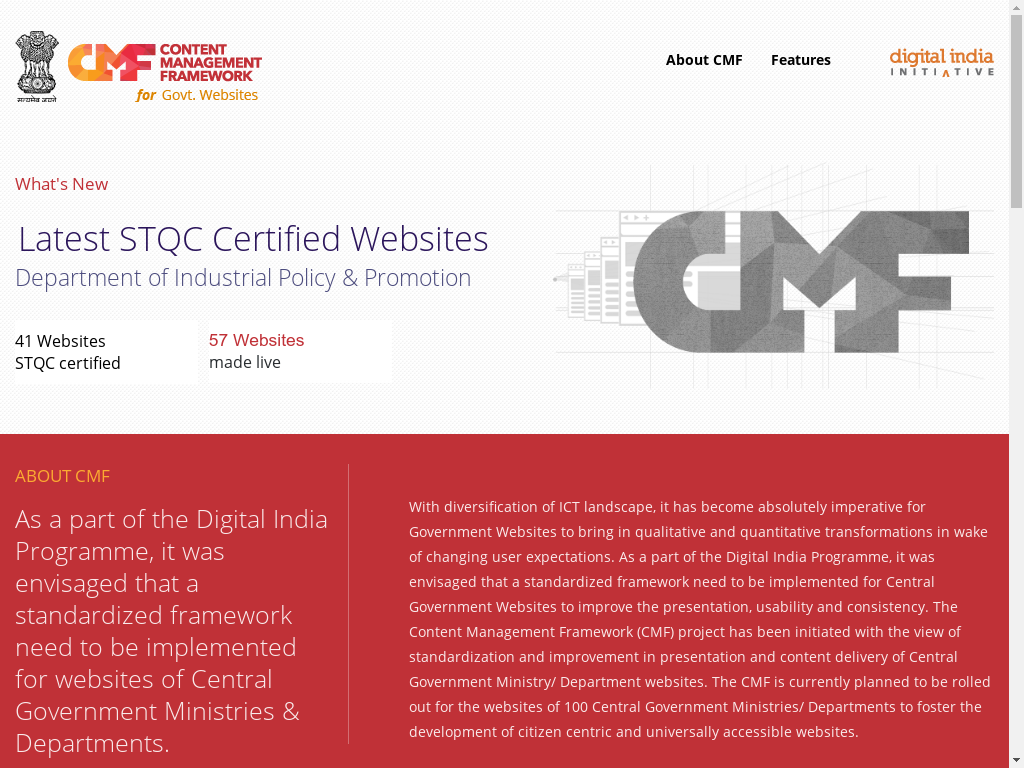 सत्यमेव जयते
CMF CONTENT MANAGEMENT FRAMEWORK
for Govt. Websites
About CMF
Features
digital india
INITIATIVE
What's New
Latest STQC Certified Websites
Department of Industrial Policy & Promotion
41 Websites
STQC certified
57 Websites
made live
CMF
ABOUT CMF
As a part of the Digital India
Programme, it was
envisaged that a
standardized framework
need to be implemented
for websites of Central
Government Ministries &
Departments.
With diversification of ICT landscape, it has become absolutely imperative for
Government Websites to bring in qualitative and quantitative transformations in wake
of changing user expectations. As a part of the Digital India Programme, it was
envisaged that a standardized framework need to be implemented for Central
Government Websites to improve the presentation, usability and consistency. The
Content Management Framework (CMF) project has been initiated with the view of
standardization and improvement in presentation and content delivery of Central
Government Ministry/ Department websites. The CMF is currently planned to be rolled
out for the websites of 100 Central Government Ministries/ Departments to foster the
development of citizen centric and universally accessible websites.